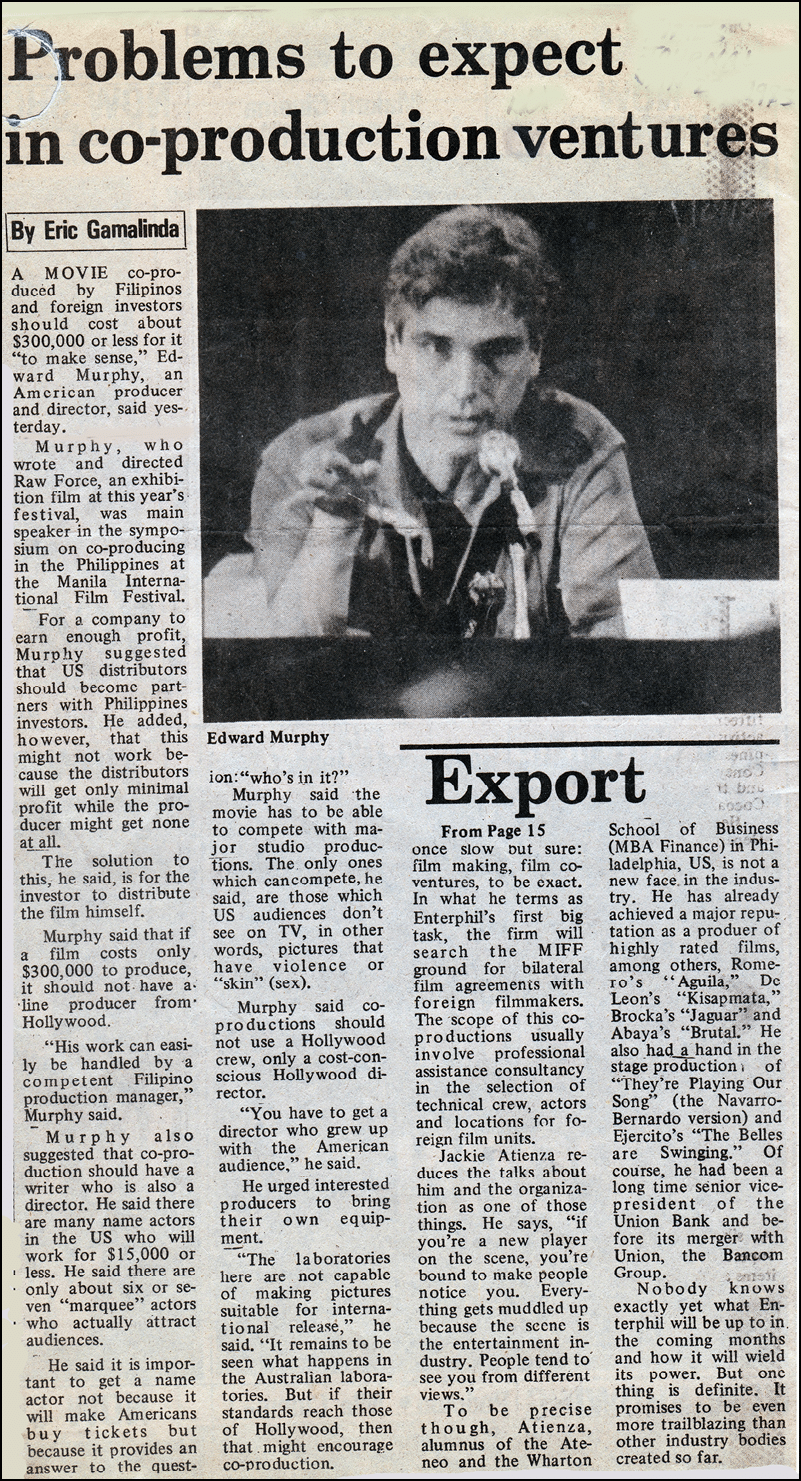 Problems to expect
in co-production ventures
By Eric Gamalinda
A MOVIE co-pro-
duced by Filipinos
and foreign investors
should cost about
$300,000 or less for it
“to make sense,” Ed-
ward Murphy, an
American producer
and director, said yes-
terday.
Murphy, who
wrote and directed
Raw Force, an exhibi-
tion film at this year's
festival, was main
speaker in the sympo-
sium on co-producing
in the Philippines at
the Manila Interna-
tional Film Festival.
For a company to
earn enough profit,
Murphy suggested
that US distributors
should become part-
ners with Philippines
investors. He added,
however, that this
might not work be-
cause the distributors
will get only minimal
profit while the pro-
ducer might get none
at all.
The solution to
this, he said, is for the
investor to distribute
the film himself.
Murphy said that if
a film costs only
$300,000 to produce,
it should not have a
line producer from
Hollywood.
“His work can easi-
ly be handled by a
competent Filipino
production manager,”
Murphy said.
Murphy also
suggested that co-pro-
duction should have a
writer who is also a
director. He said there
are many name actors
in the US who will
work for $15,000 or
less. He said there are
only about six or se-
ven “marquee” actors
who actually attract
audiences.
He said it is impor-
tant to get a name
actor not because it
will make Americans
buy tickets but
because it provides an
answer to the quest-
Edward Murphy
ion:“who's in it?”
Murphy said the
movie has to be able
to compete with ma-
jor studio produc-
tions. The only ones
which can compete, he
said, are those which
US audiences don't
see on TV, in other
words, pictures that
have violence or
“skin” (sex).
Murphy said co-
productions should
not use a Hollywood
crew, only a cost-con-
scious Hollywood di-
rector.
“You have to get a
director who grew up
with the American
audience,” he said.
He urged interested
producers to bring
their own equip-
ment.
“The laboratories
here are not capable
of making pictures
suitable for interna-
tional release,” he
said. “It remains to be
seen what happens in
the Australian labora-
tories. But if their
standards reach those
of Hollywood, then
that might encourage
co-production.
Export
From Page 15
once slow but sure:
film making, film co-
ventures, to be exact.
In what he terms as
Enterphil's first big
task, the firm will
search the MIFF
ground for bilateral
film agreements with
foreign filmmakers.
The scope of this co-
productions usually
involve professional
assistance consultancy
in the selection of
technical crew, actors
and locations for fo-
reign film units.
Jackie Atienza re-
duces the talks about
him and the organiza-
tion as one of those
things. He says, “if
you're a new player
on the scene, you're
bound to make people
notice you. Every-
thing gets muddled up
because the scene is
the entertainment in-
dustry. People tend to
see you from different
views.”
To be precise
though, Atienza,
alumnus of the Ate-
neo and the Wharton
School of Business
(MBA Finance) in Phi-
ladelphia, US, is not a
new face in the indus-
try. He has already
achieved a major repu-
tation as a produer of
highly rated films,
among others, Rome-
ro's “Aguila,” De
Leon's “Kisapmata,”
Brocka's “Jaguar” and
Abaya's “Brutal.” He
also had a hand in the
stage production of
“They're Playing Our
Song” (the Navarro-
Bernardo version) and
Ejercito's “The Belles
are Swinging.” Of
course, he had been a
long time senior vice-
president of the
Union Bank and be-
fore its merger with
Union, the Bancom
Group.
Nobody knows
exactly yet what En-
terphil will be up to in
the coming months
and how it will wield
its power. But one
thing is definite. It
promises to be even
more trailblazing than
other industry bodies
created so far.